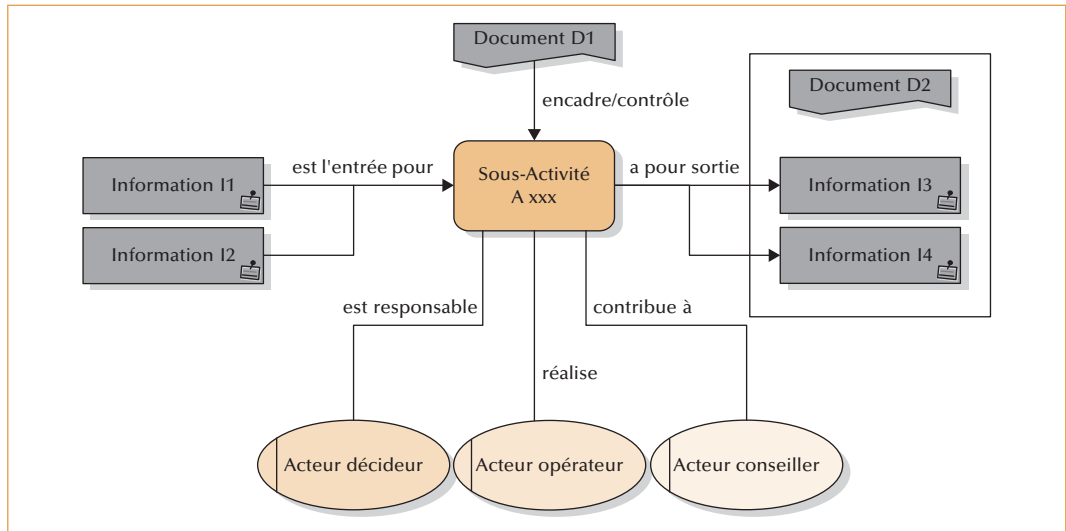 Document D1
Document D2
encadre/contrôle
Information I1
est l'entrée pour
Sous-Activité
A xxx
a pour sortie
Information I3
Information I2
Information I4
est responsable
contribue à
réalise
Acteur décideur
Acteur opérateur
Acteur conseiller